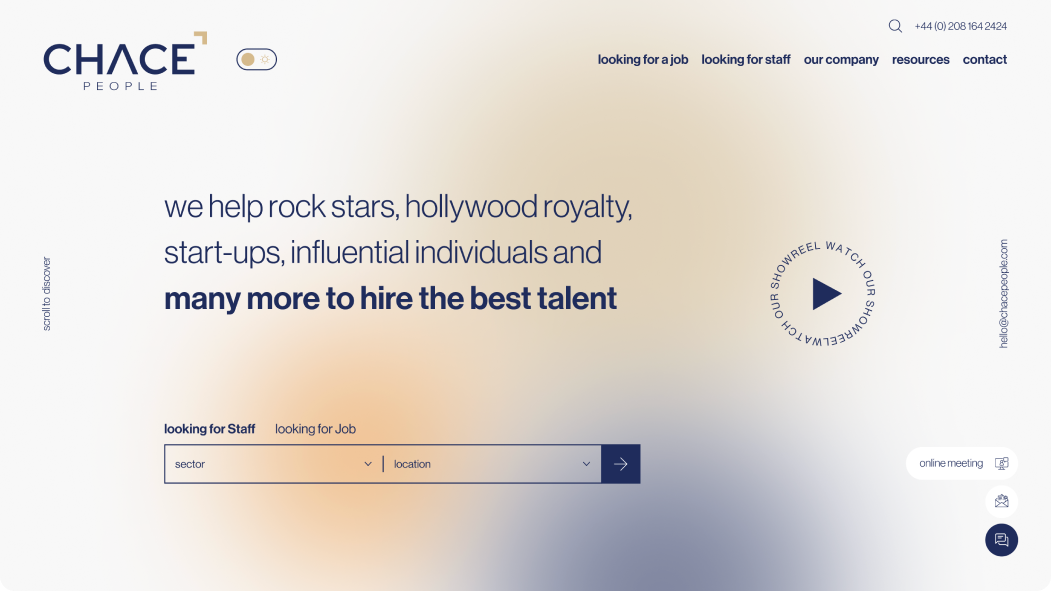 +44 (0) 208 164 2424
CHACE
PEOPLE
looking for a job looking for staff our company resources contact
we help rock stars, hollywood royalty,
start-ups, influential individuals and
many more to hire the best talent
scroll to discover
WATCH OUR SHOWREEL WATCH OUR SHOWREEL
hello@chacepeople.com
looking for Staff looking for Job
sector location
online meeting